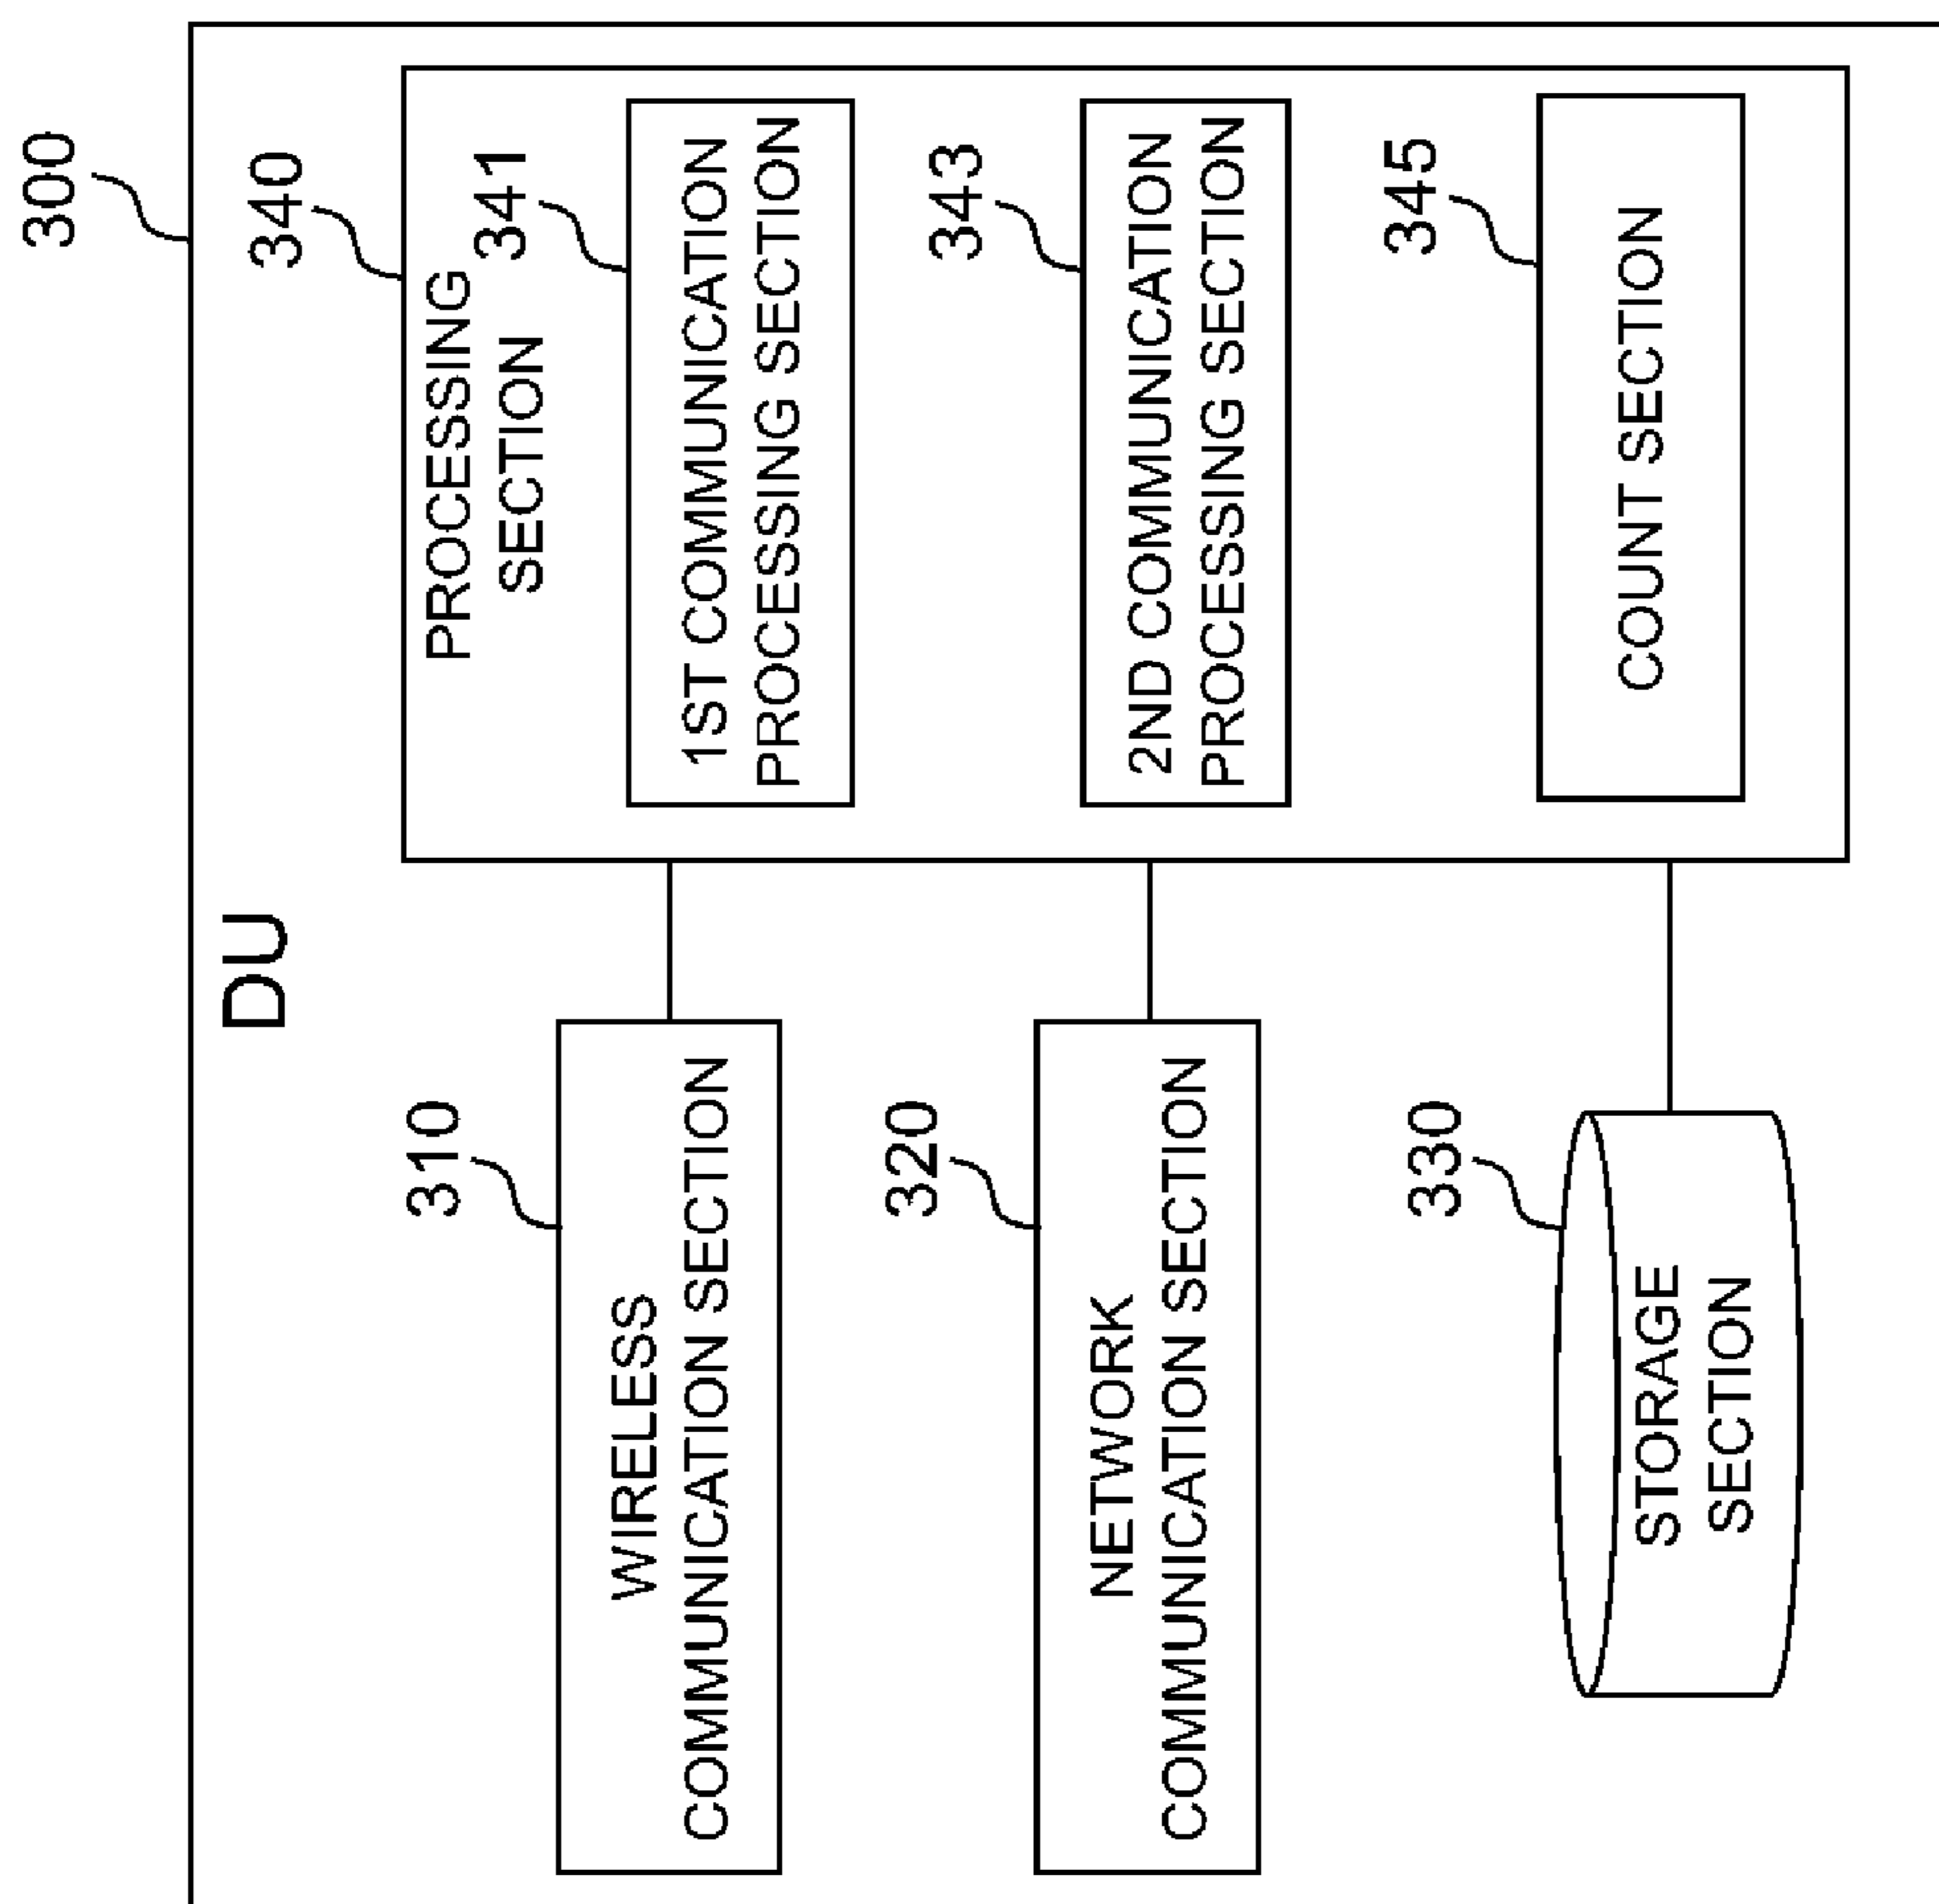 300
DU
340
PROCESSING
SECTION
310
WIRELESS
COMMUNICATION SECTION
341
1ST COMMUNICATION
PROCESSING SECTION
320
NETWORK
COMMUNICATION SECTION
343
2ND COMMUNICATION
PROCESSING SECTION
330
STORAGE
SECTION
345
COUNT SECTION